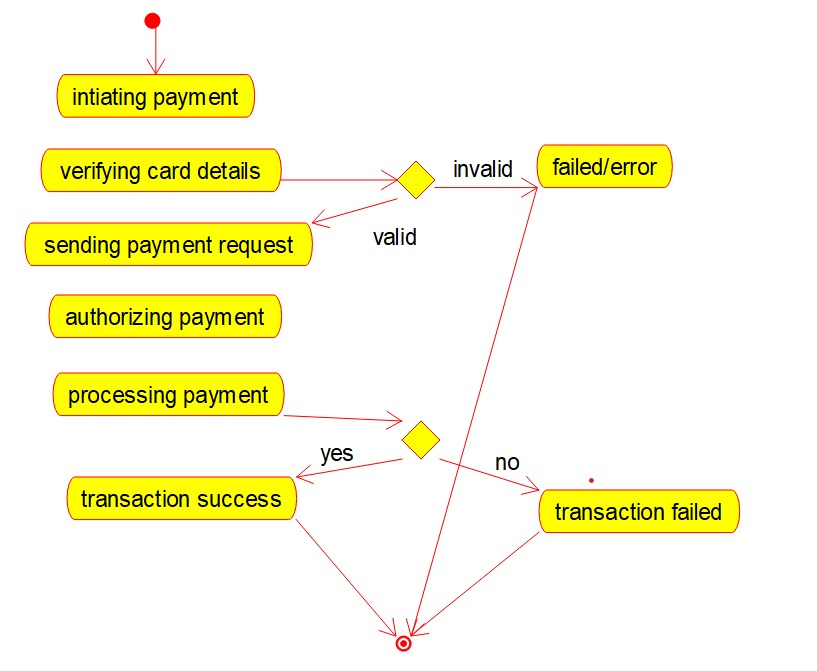 intiating payment
verifying card details
invalid
failed/error
sending payment request
valid
authorizing payment
processing payment
yes
no
transaction success
transaction failed